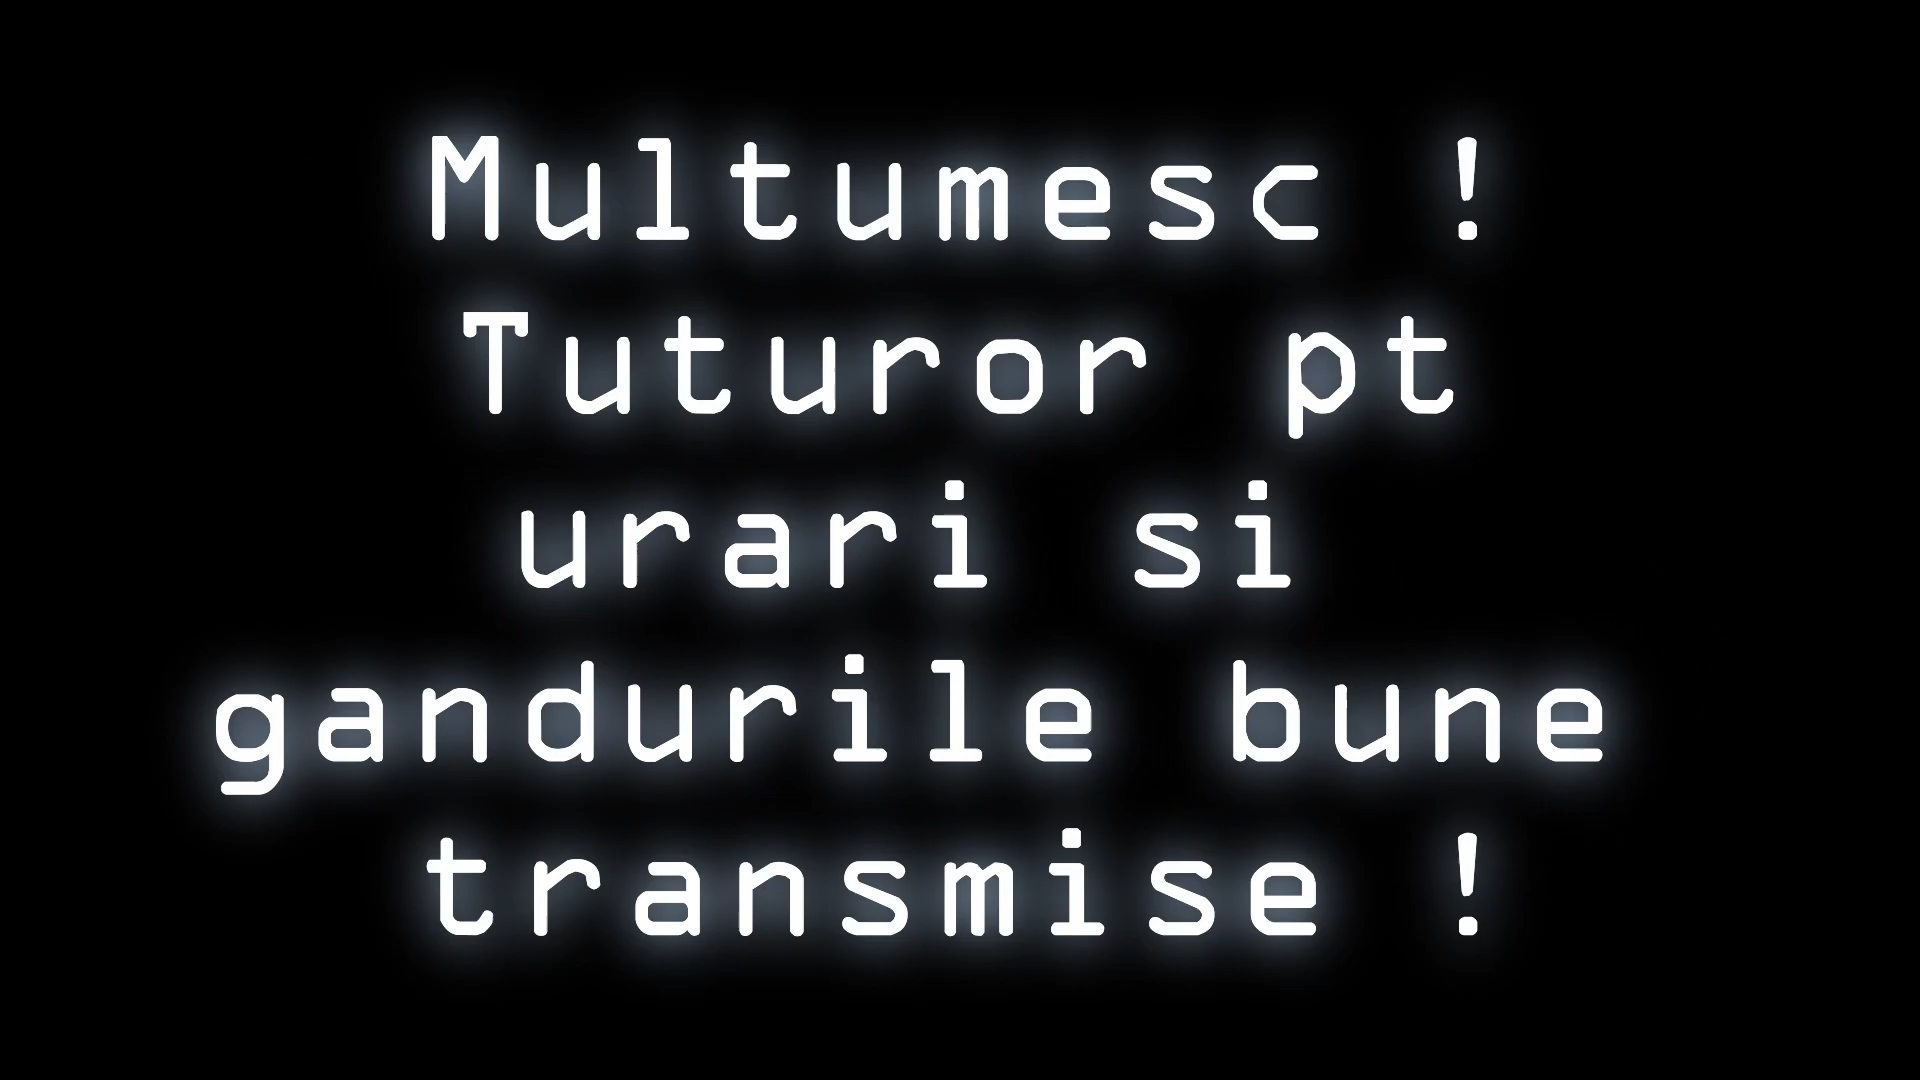 Multumesc !
Tuturor pt
urari si
gandurile bune
transmise !